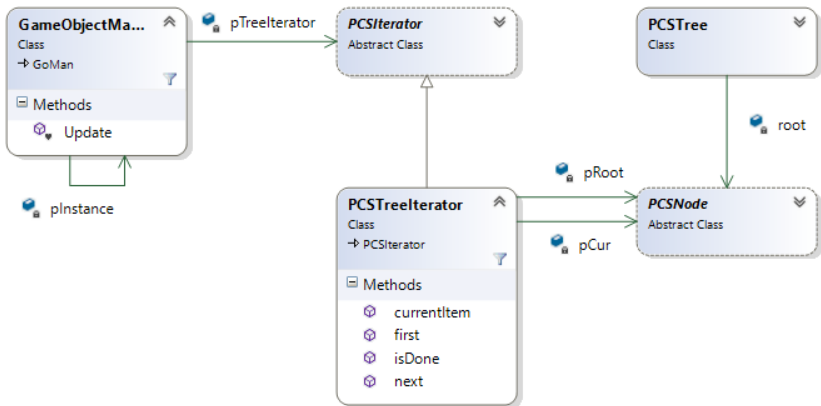 GameObjectMa...
Class
GoMan
Methods
Update
pInstance
pTreeIterator
PCSIterator
Abstract Class
PCSTree
Class
root
PCSTreeIterator
Class
PCSIterator
Methods
currentItem
first
isDone
next
pRoot
pCur
PCSNode
Abstract Class